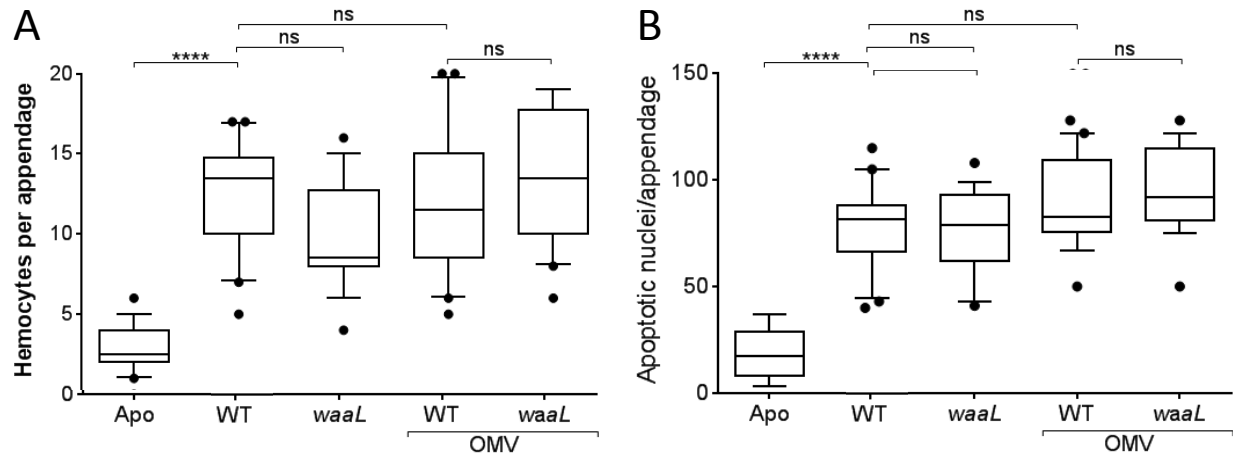 A
ns
ns
****
ns
Hemocytes per appendage
20
15
10
5
0
Apo
WT
waaL
WT
waaL
OMV
B
ns
ns
****
ns
Apoptotic nuclei/appendage
150
100
50
0
Apo
WT
waaL
WT
waaL
OMV